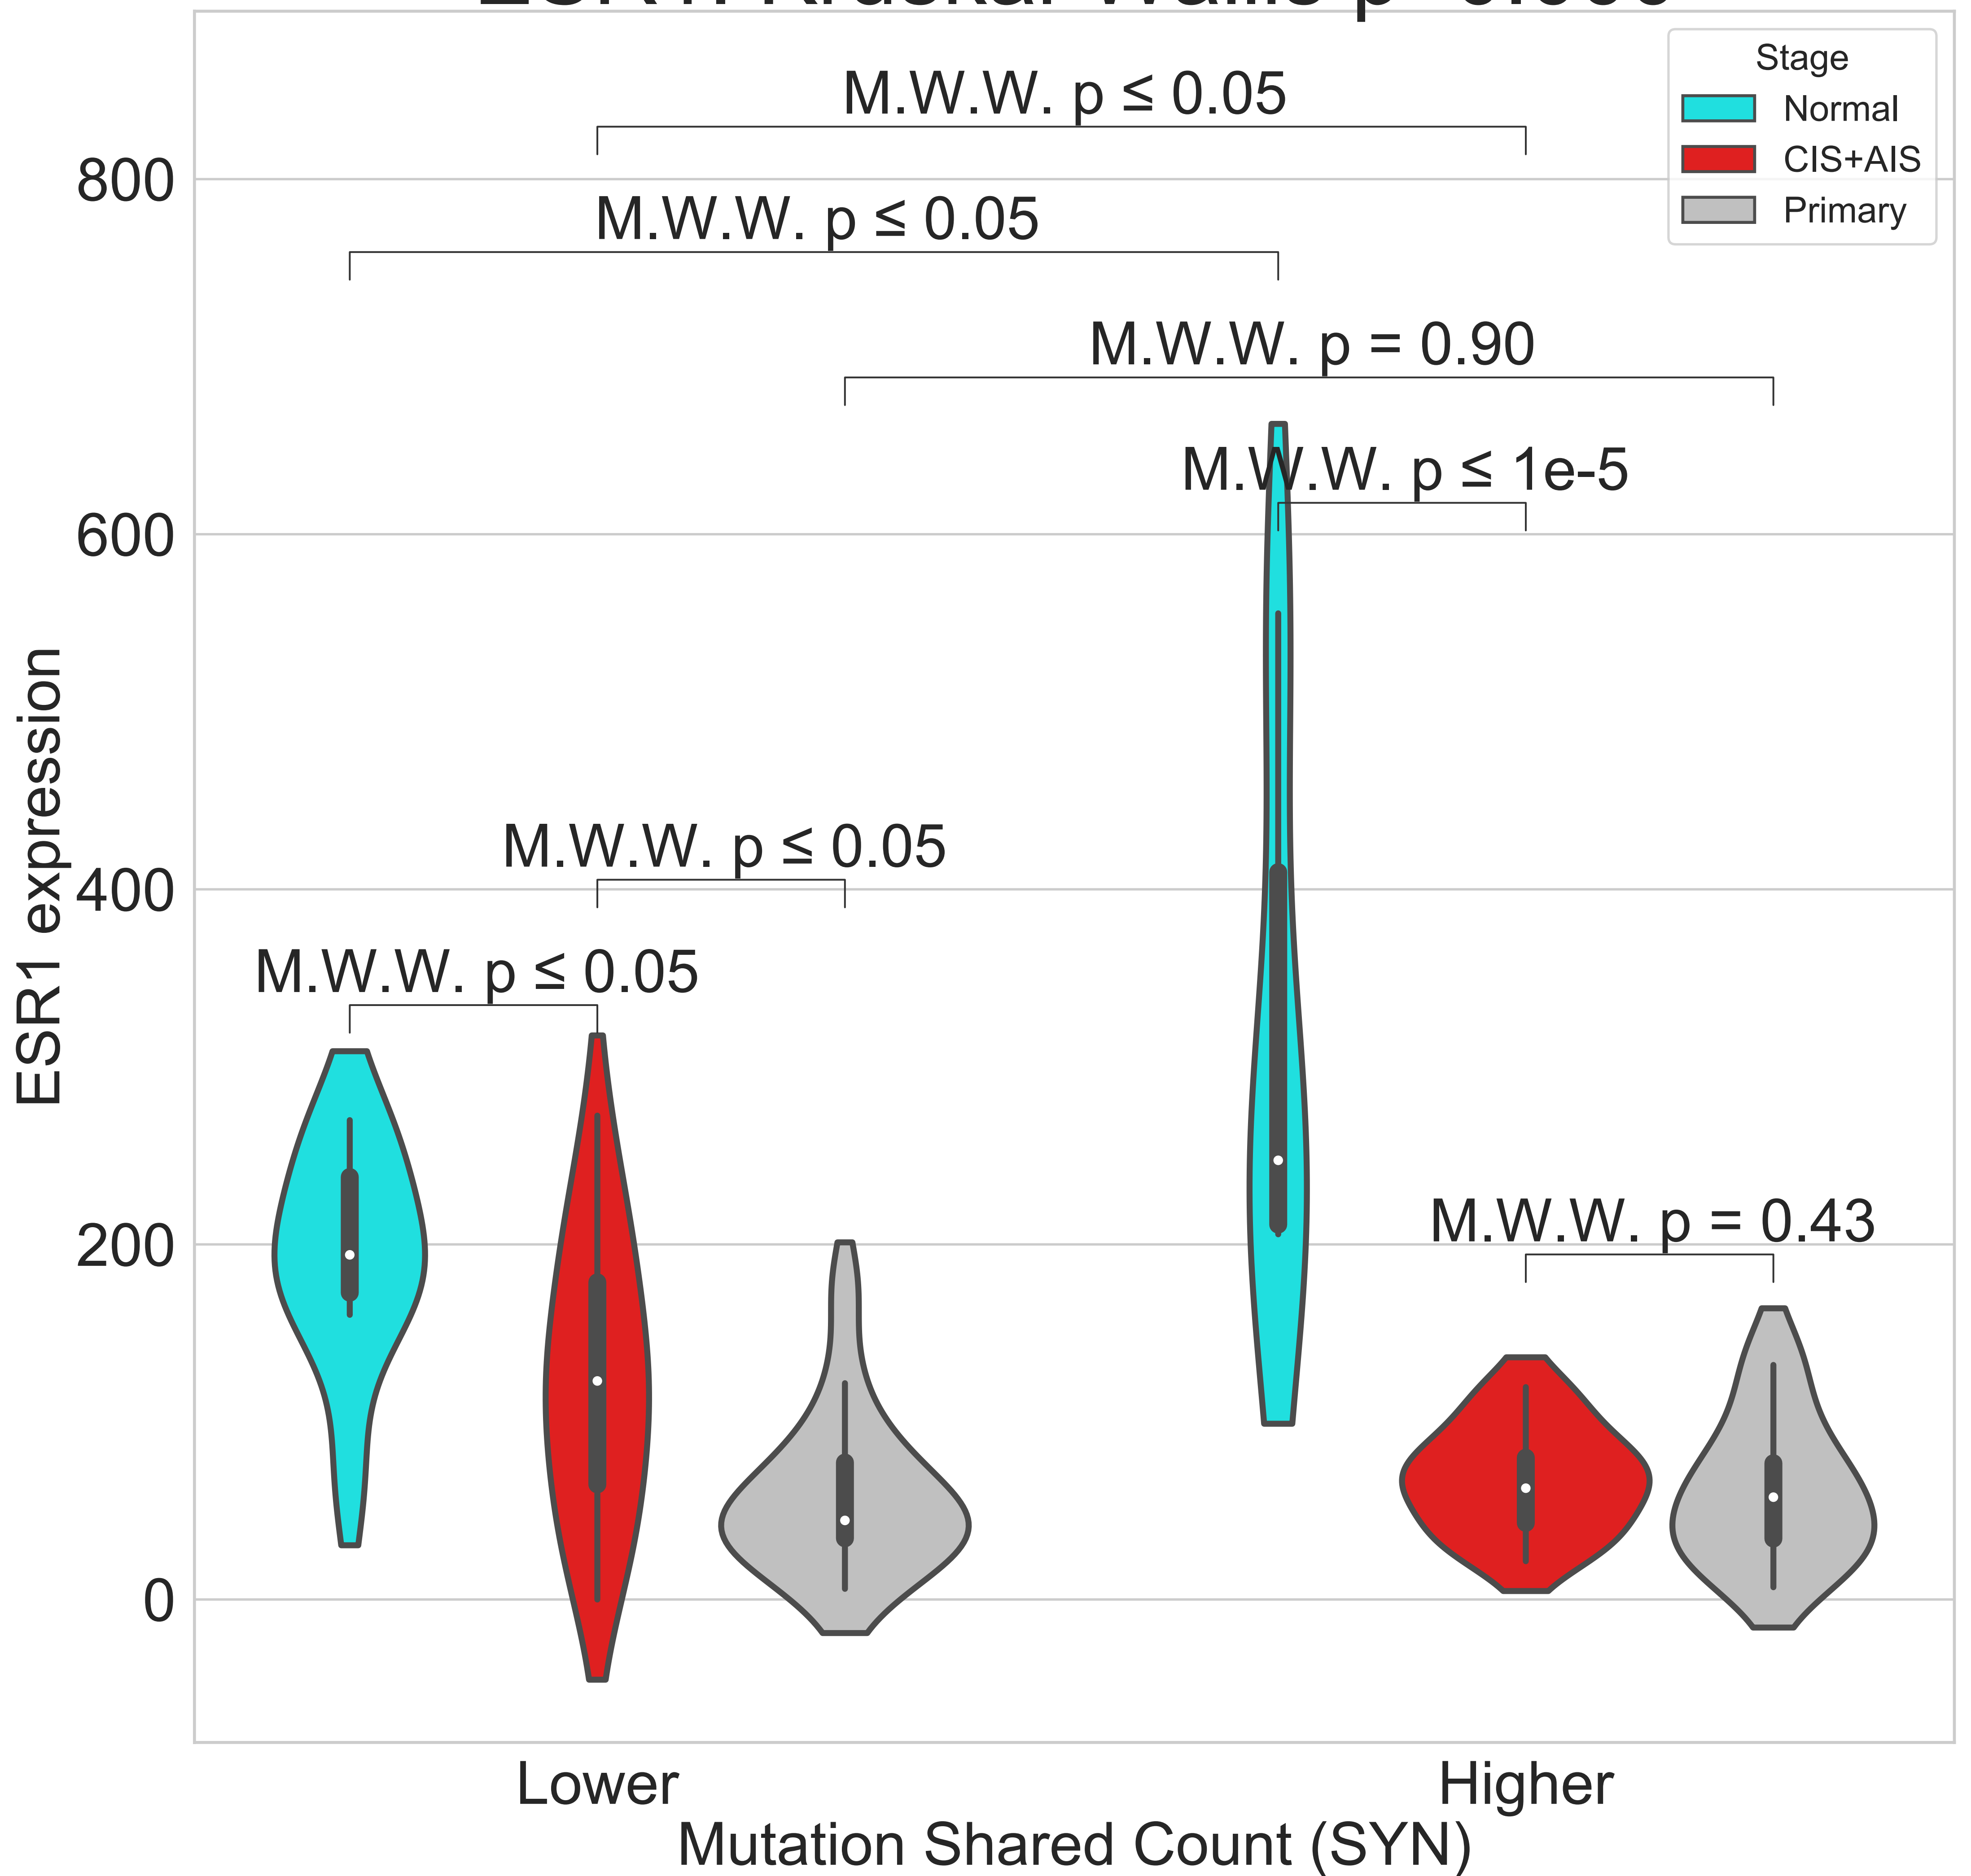 Stage
Normal
CIS+AIS
Primary
M.W.W. p ≤ 0.05
M.W.W. p ≤ 0.05
M.W.W. p = 0.90
M.W.W. p ≤ 1e-5
M.W.W. p ≤ 0.05
M.W.W. p ≤ 0.05
M.W.W. p = 0.43
800
600
400
200
0
ESR1 expression
Lower
Higher
Mutation Shared Count (SYN)